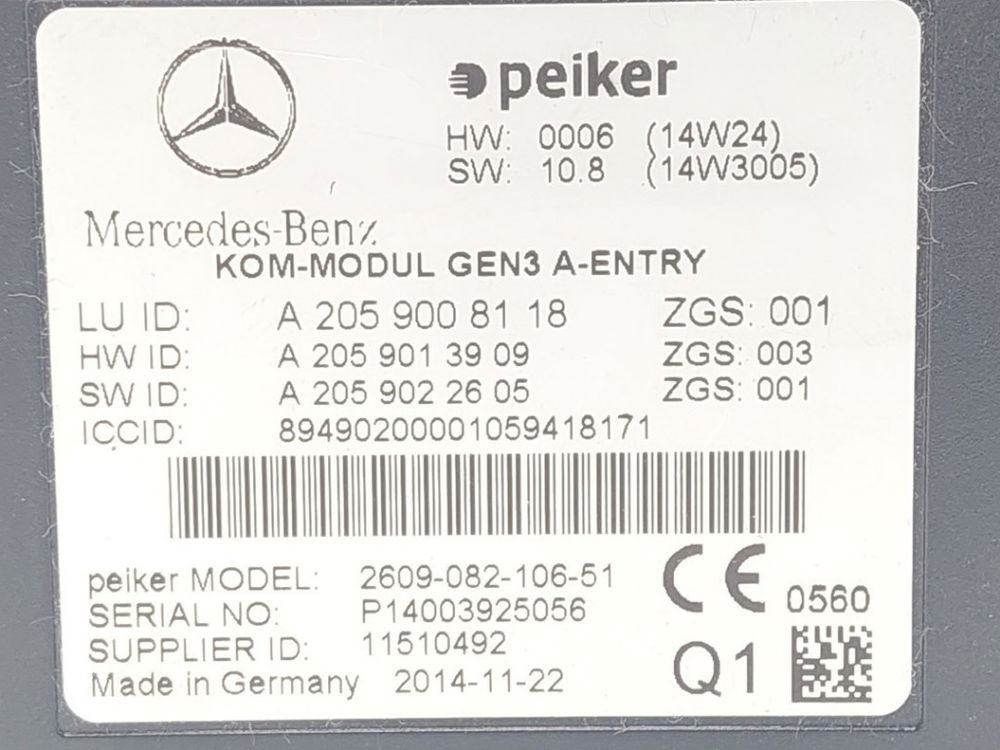 peiker
HW: 0006 (14W24)
SW: 10.8 (14W3005)
Mercedes-Benz
KOM-MODUL GEN3 A-ENTRY
LU ID: A 205 900 81 18 ZGS: 001
HW ID: A 205 901 39 09 ZGS: 003
SW ID: A 205 902 26 05 ZGS: 001
ICCID: 89490200001059418171
peiker MODEL: 2609-082-106-51
SERIAL NO: P14003925056
SUPPLIER ID: 11510492
Made in Germany 2014-11-22
CE 0560
Q1